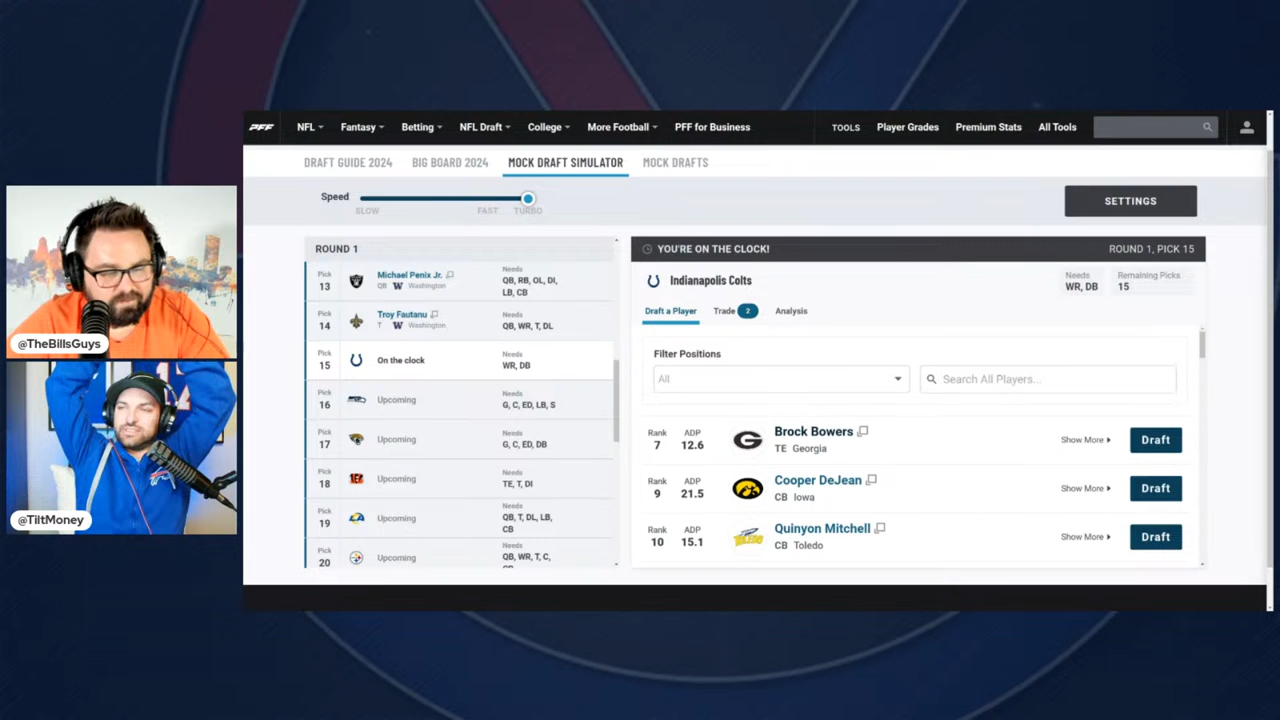 PFF
NFL
Fantasy
Betting
NFL Draft
College
More Football
PFF for Business
TOOLS
Player Grades
Premium Stats
All Tools
DRAFT GUIDE 2024
BIG BOARD 2024
MOCK DRAFT SIMULATOR
MOCK DRAFTS
Speed
SLOW
FAST
TURBO
SETTINGS
ROUND 1
Pick
13
Michael Penix Jr.
QB W Washington
Needs
QB, RB, OL, DI,
LB, CB
Pick
14
Troy Fautanu
T W Washington
Needs
QB, WR, T, DL
Pick
15
On the clock
Needs
WR, DB
Pick
16
Upcoming
Needs
G, C, ED, LB, S
Pick
17
Upcoming
Needs
G, C, ED, DB
Pick
18
Upcoming
Needs
TE, T, DI
Pick
19
Upcoming
Needs
QB, T, DL, LB,
CB
Pick
20
Upcoming
Needs
QB, WR, T, C,
YOU'RE ON THE CLOCK!
ROUND 1, PICK 15
Indianapolis Colts
Needs
WR, DB
Remaining Picks
15
Draft a Player
Trade 2
Analysis
Filter Positions
All
Search All Players...
Rank
7
ADP
12.6
G
Brock Bowers
TE Georgia
Show More
Draft
Rank
9
ADP
21.5
Cooper DeJean
CB Iowa
Show More
Draft
Rank
10
ADP
15.1
Quinyon Mitchell
CB Toledo
Show More
Draft
@TheBillsGuys
@TiltMoney